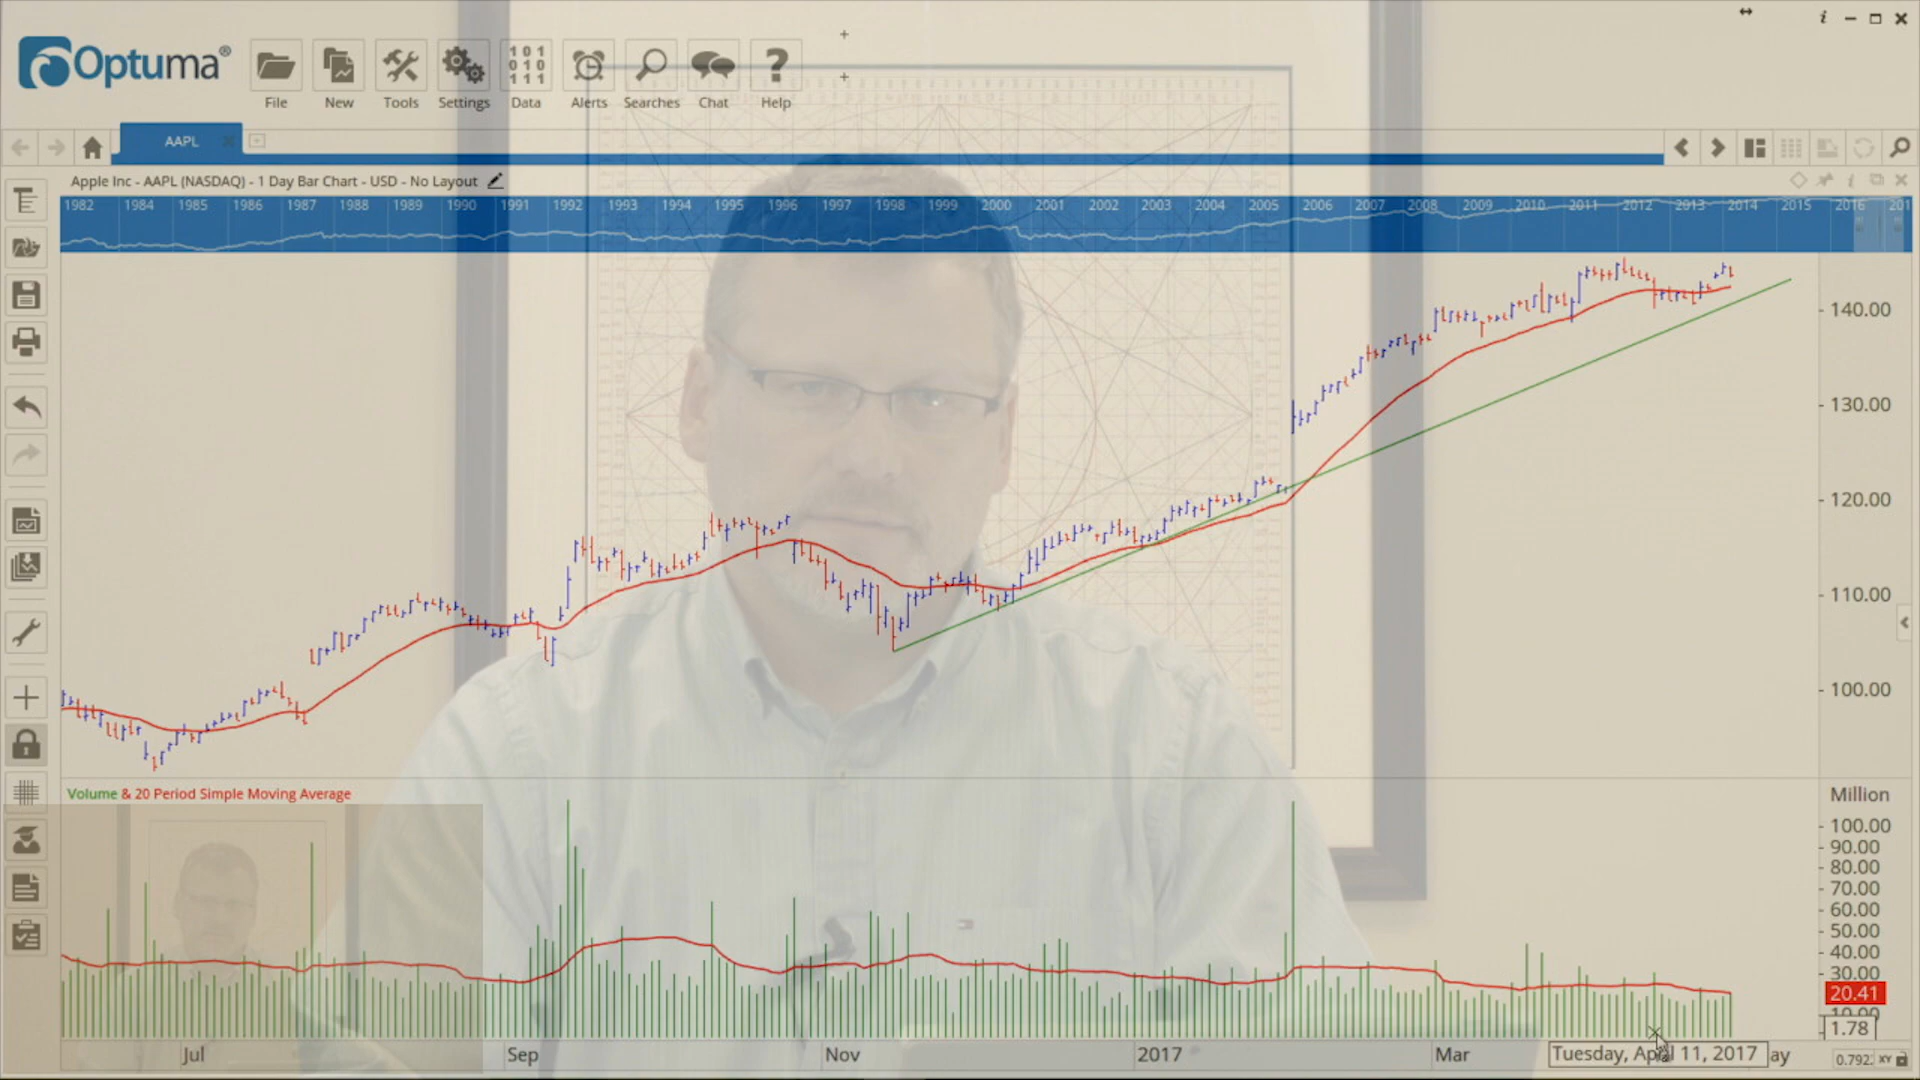 Optuma®
File New Tools Settings Data Alerts Searches Chat Help
AAPL
Apple Inc - AAPL (NASDAQ) - 1 Day Bar Chart - USD - No Layout
1982 1984 1985 1986 1987 1988 1989 1990 1991 1992 1993 1994 1995 1996 1997 1998 1999 2000 2001 2002 2003 2004 2005 2006 2007 2008 2009 2010 2011 2012 2013 2014 2015 2016 201
140.00
130.00
120.00
110.00
100.00
Volume & 20 Period Simple Moving Average
Million
100.00
90.00
80.00
70.00
60.00
50.00
40.00
30.00
20.41
10.00
1.78
Jul Sep Nov 2017 Mar Tuesday, April 11, 2017 ay
0.792 XY